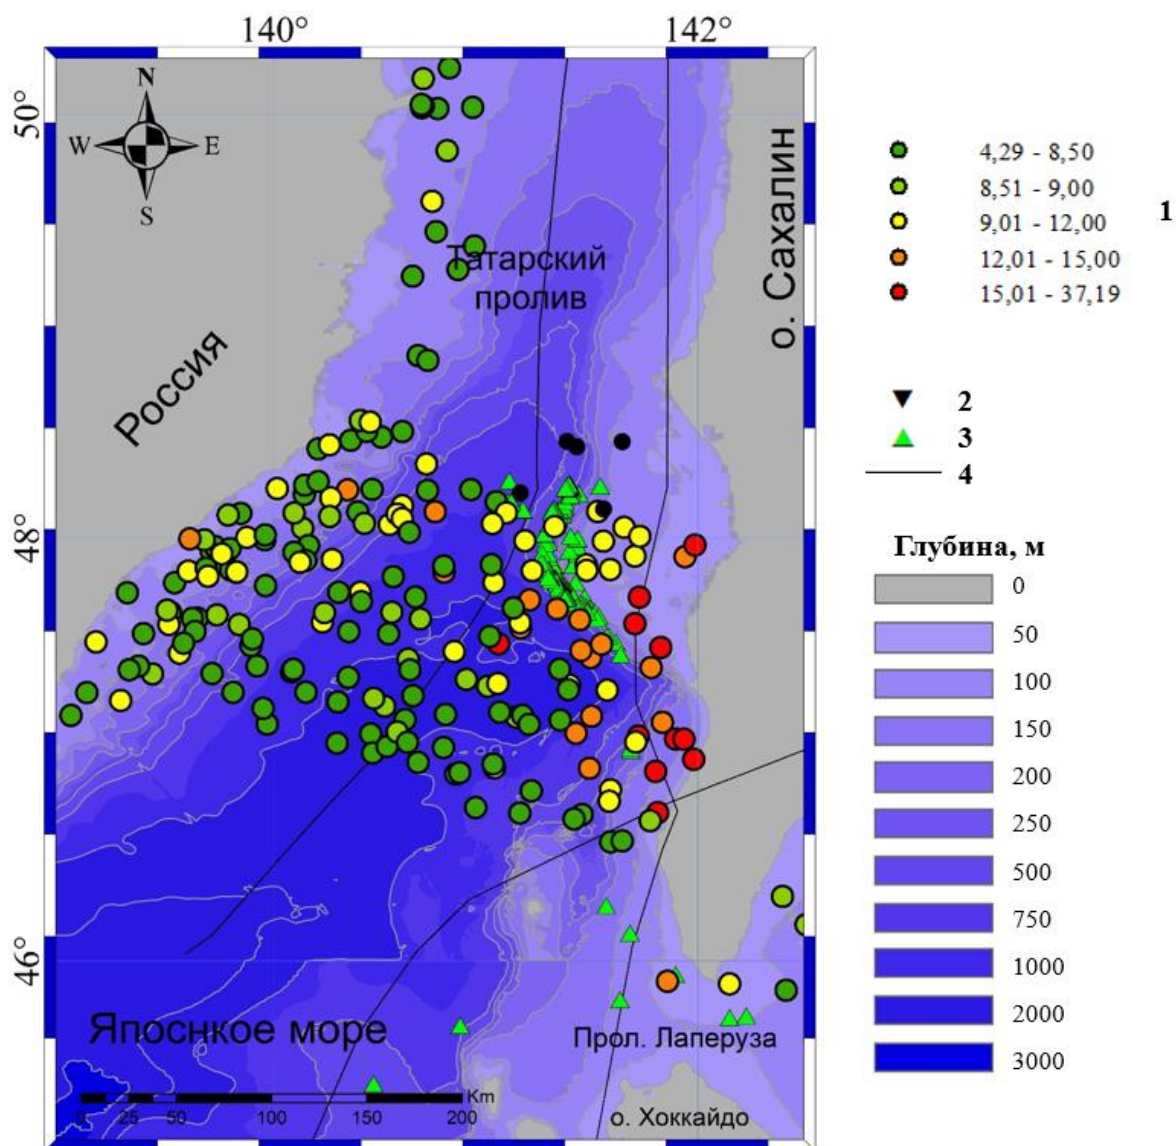 140°
142°
50°
48°
46°
N
W
E
S
Россия
Татарский
пролив
о. Сахалин
Япоснкое море
Прол. Лаперуза
о. Хоккайдо
Km
0 25 50 100 150 200
4,29 - 8,50
8,51 - 9,00
9,01 - 12,00
12,01 - 15,00
15,01 - 37,19
1
2
3
4
Глубина, м
0
50
100
150
200
250
500
750
1000
2000
3000